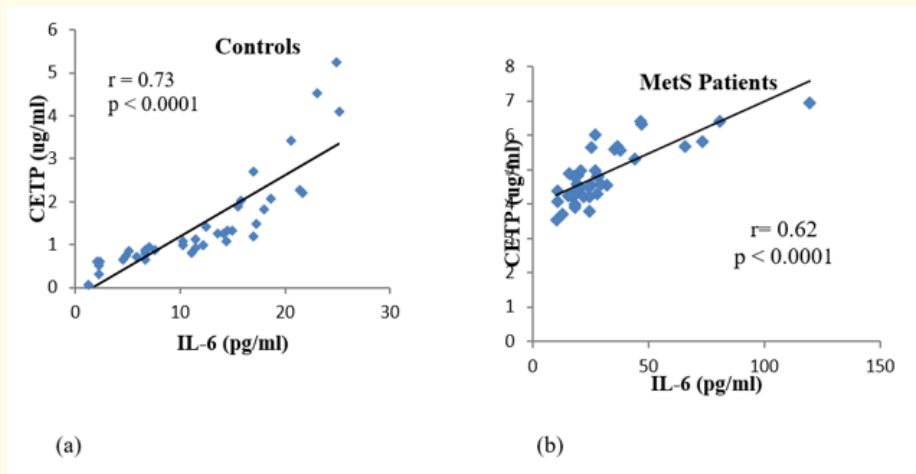 Controls
r = 0.73
p < 0.0001
CETP (ug/ml)
6
5
4
3
2
1
0
0 10 20 30
IL-6 (pg/ml)
(a)
MetS Patients
r= 0.62
p < 0.0001
CETP (ug/ml)
8
7
6
5
4
3
2
1
0
0 50 100 150
IL-6 (pg/ml)
(b)